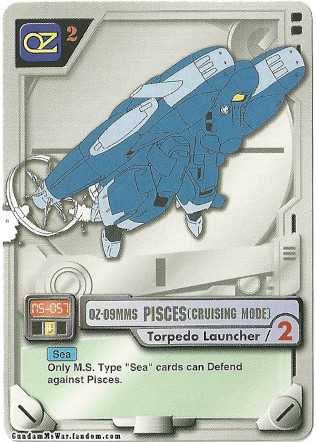 OZ 2
MS-057
OZ-09MMS PISCES(CRUISING MODE)
Torpedo Launcher / 2
Sea
Only M.S. Type "Sea" cards can Defend
against Pisces.
GundamMsWar.fandom.com